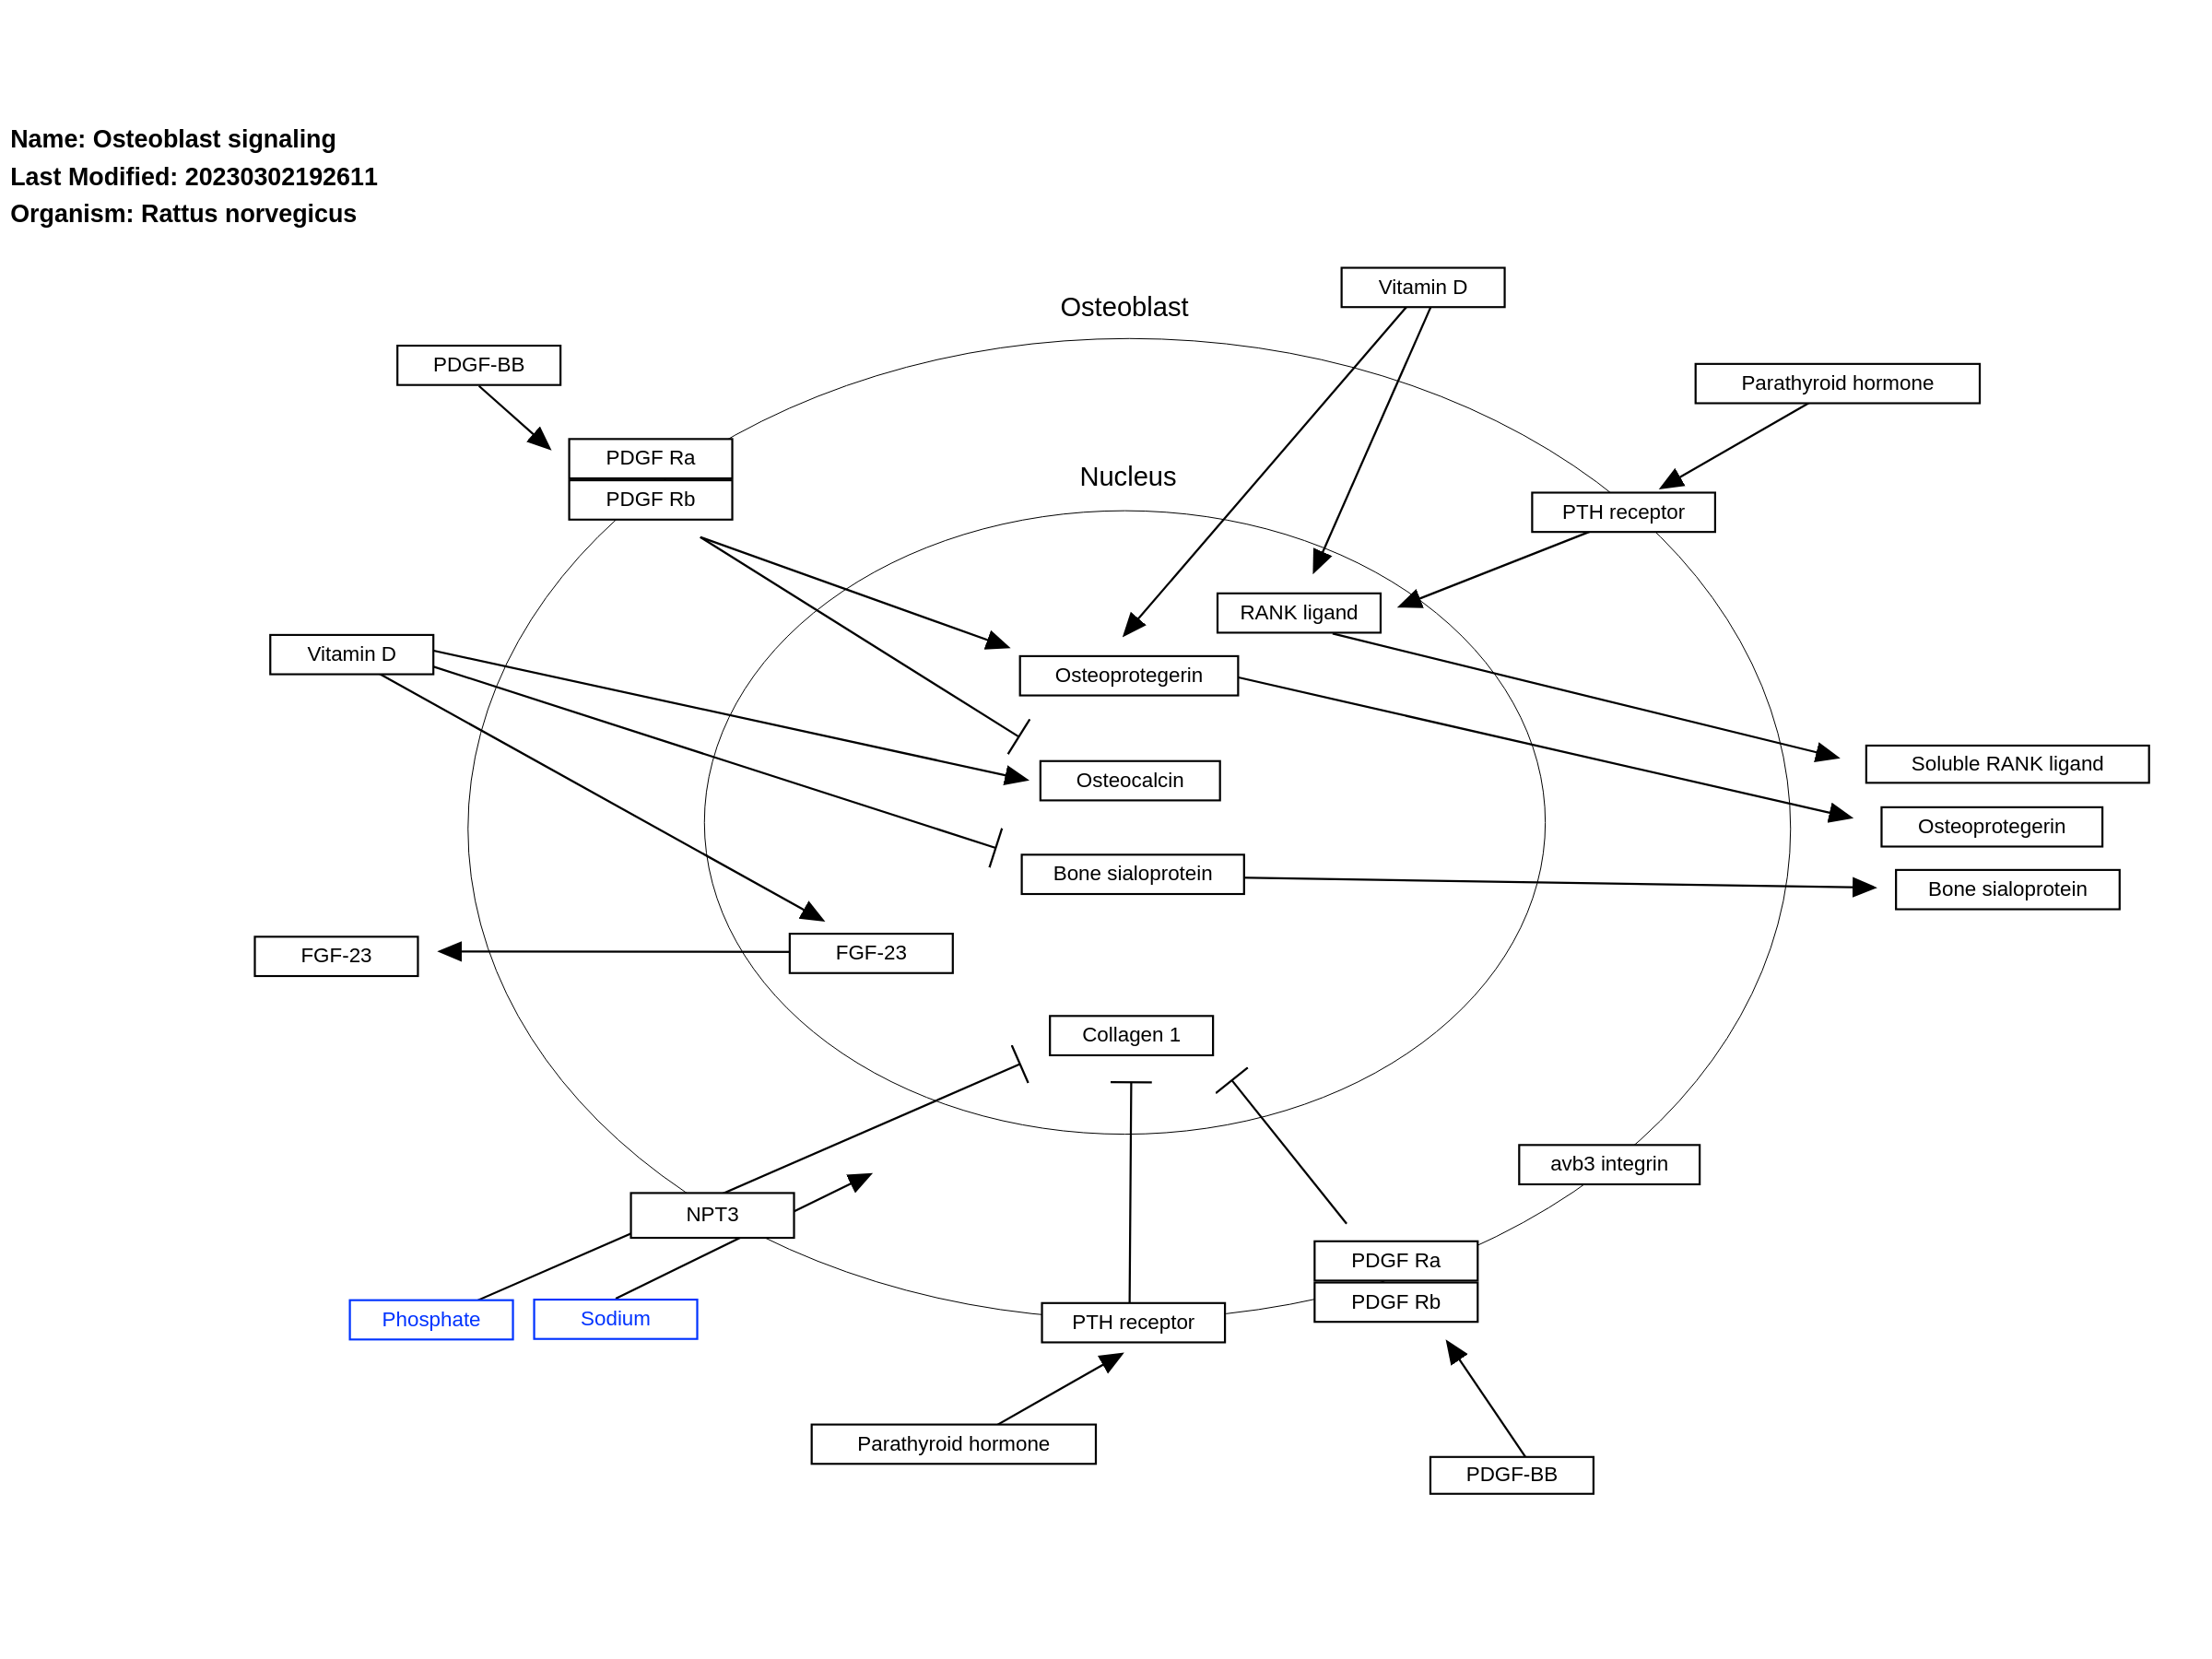 Name: Osteoblast signaling
Last Modified: 20230302192611
Organism: Rattus norvegicus
Vitamin D
Osteoblast
PDGF-BB
Parathyroid hormone
PDGF Ra
Nucleus
PDGF Rb
PTH receptor
RANK ligand
Vitamin D
Osteoprotegerin
Soluble RANK ligand
Osteocalcin
Osteoprotegerin
Bone sialoprotein
Bone sialoprotein
FGF-23
FGF-23
Collagen 1
avb3 integrin
NPT3
PDGF Ra
PDGF Rb
Phosphate
Sodium
PTH receptor
Parathyroid hormone
PDGF-BB